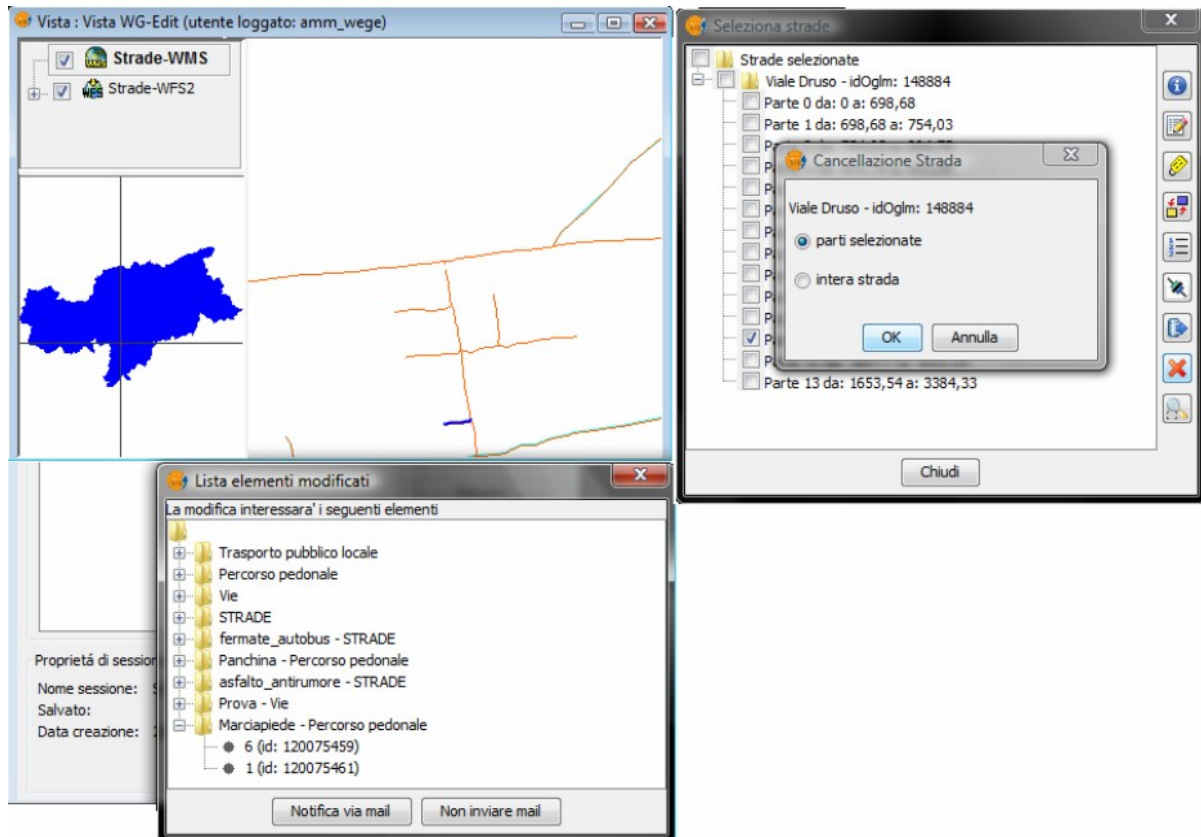 Vista : Vista WG-Edit (utente loggato: amm_wege)
Strade-WMS
WFS Strade-WFS2
Seleziona strade
Strade selezionate
Viale Druso - idOglm: 148884
Parte 0 da: 0 a: 698,68
Parte 1 da: 698,68 a: 754,03
Cancellazione Strada
Viale Druso - idOglm: 148884
parti selezionate
intera strada
OK Annulla
Parte 13 da: 1653,54 a: 3384,33
Chiudi
Lista elementi modificati
La modifica interessara' i seguenti elementi
Trasporto pubblico locale
Percorso pedonale
Vie
STRADE
fermate_autobus - STRADE
Panchina - Percorso pedonale
asfalto_antirumore - STRADE
Prova - Vie
Marciapiede - Percorso pedonale
6 (id: 120075459)
1 (id: 120075461)
Notifica via mail Non inviare mail
Proprietá di session
Nome sessione:
Salvato:
Data creazione: